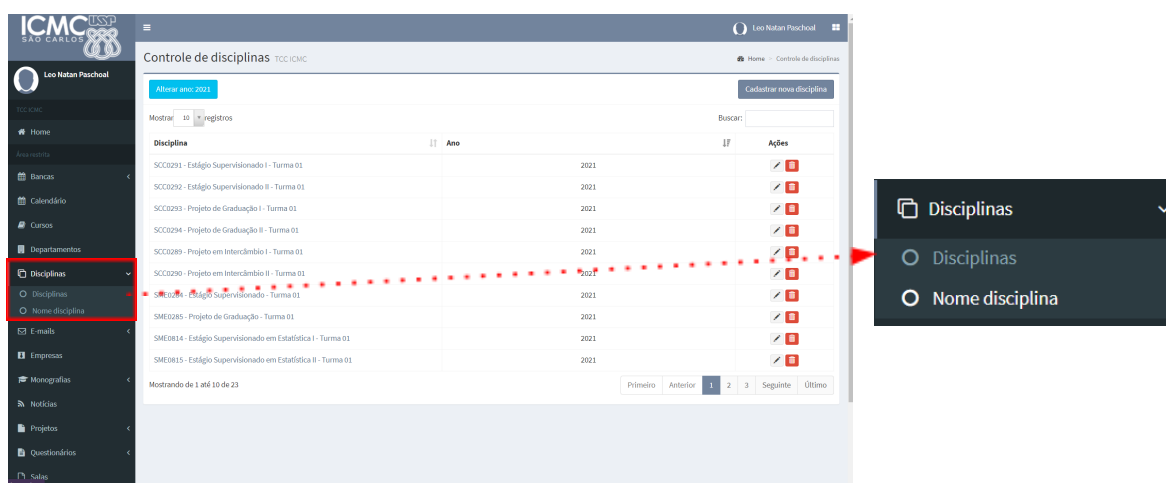 ICMC USP
SÃO CARLOS
Leo Natan Paschoal
Controle de disciplinas TCC ICMC
Home > Controle de disciplinas
Leo Natan Paschoal
TCC ICMC
Home
Área restrita
Bancas
Calendário
Cursos
Departamentos
Disciplinas
Disciplinas
Nome disciplina
E-mails
Empresas
Monografias
Notícias
Projetos
Questionários
Salas
Alterar ano: 2021
Cadastrar nova disciplina
Mostrar 10 registros
Buscar:
Disciplina Ano Ações
SCC0291 - Estágio Supervisionado I - Turma 01 2021
SCC0292 - Estágio Supervisionado II - Turma 01 2021
SCC0293 - Projeto de Graduação I - Turma 01 2021
SCC0294 - Projeto de Graduação II - Turma 01 2021
SCC0289 - Projeto em Intercâmbio I - Turma 01 2021
SCC0290 - Projeto em Intercâmbio II - Turma 01 2021
SME0284 - Estágio Supervisionado - Turma 01 2021
SME0285 - Projeto de Graduação - Turma 01 2021
SME0814 - Estágio Supervisionado em Estatística I - Turma 01 2021
SME0815 - Estágio Supervisionado em Estatística II - Turma 01 2021
Mostrando de 1 até 10 de 23
Primeiro Anterior 1 2 3 Seguinte Último
Disciplinas
Disciplinas
Nome disciplina